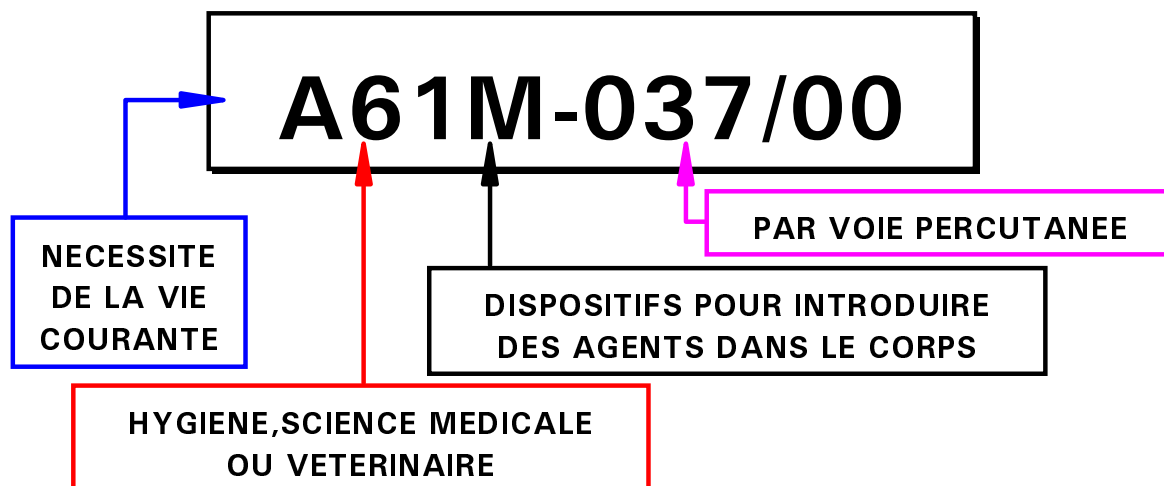 A61M-037/00
PAR VOIE PERCUTANEE
NECESSITE
DE LA VIE
COURANTE
DISPOSITIFS POUR INTRODUIRE
DES AGENTS DANS LE CORPS
HYGIENE,SCIENCE MEDICALE
OU VETERINAIRE